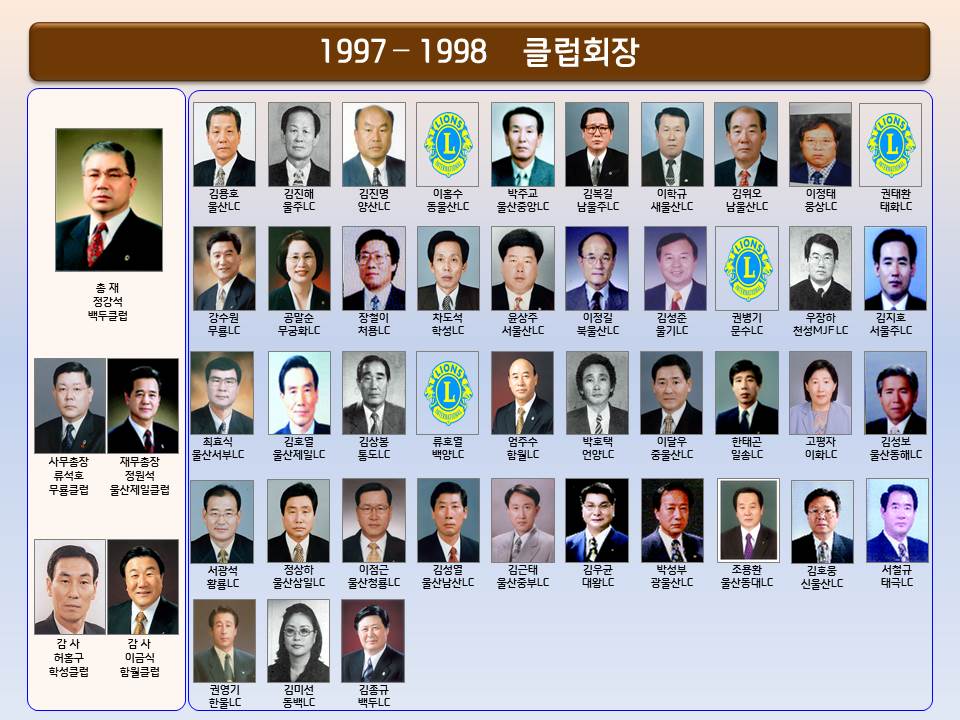 1997 – 1998 클럽회장
총 재
정강석
백두클럽
사무총장
류석호
무룡클럽
재무총장
정원석
울산제일클럽
감 사
허홍구
학성클럽
감 사
이금식
함월클럽
김용호
울산LC
김진해
울주LC
김진명
양산LC
LIONS
L
INTERNATIONAL
이홍수
동울산LC
박주교
울산중앙LC
김복길
남울주LC
이학규
새울산LC
김위오
남울산LC
이정태
웅상LC
LIONS
L
INTERNATIONAL
권태환
태화LC
강수원
무룡LC
공말순
무궁화LC
장철이
처용LC
차도석
학성LC
윤상주
서울산LC
이정길
북울산LC
김성준
울기LC
LIONS
L
INTERNATIONAL
권병기
문수LC
우장하
천성MJF LC
김지호
서울주LC
최효식
울산서부LC
김호열
울산제일LC
김상봉
통도LC
LIONS
L
INTERNATIONAL
류호열
백양LC
엄주수
함월LC
박호택
언양LC
이달우
중울산LC
한태곤
일송LC
고평자
이화LC
김성보
울산동해LC
서광석
황룡LC
정상하
울산삼일LC
이점근
울산청룡LC
김성열
울산남산LC
김근태
울산중부LC
김우균
대왕LC
박성부
광울산LC
조용환
울산동대LC
김호웅
신울산LC
서철규
태극LC
권영기
한울LC
김미선
동백LC
김종규
백두LC